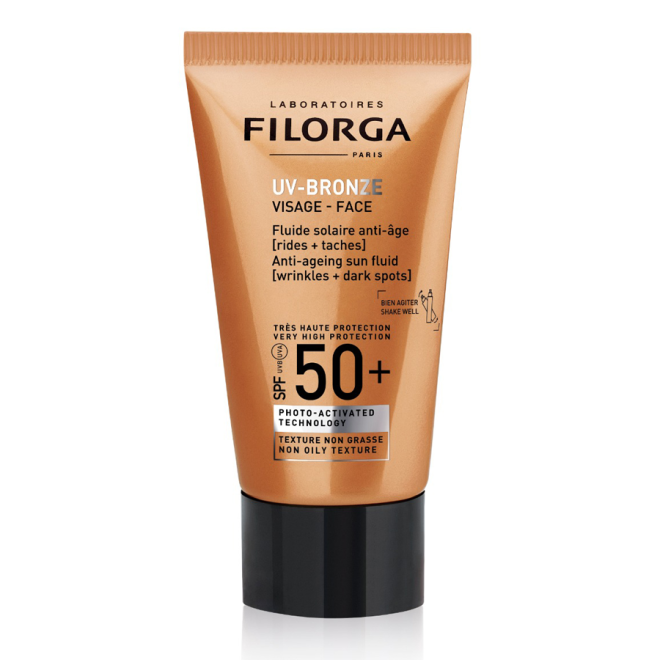 LABORATOIRES
FILORGA
PARIS
UV-BRONZE
VISAGE - FACE
Fluide solaire anti-âge
[rides + taches]
Anti-ageing sun fluid
[wrinkles + dark spots]
BIEN AGITER
SHAKE WELL
TRÈS HAUTE PROTECTION
VERY HIGH PROTECTION
SPF UVB UVA 50+
PHOTO-ACTIVATED
TECHNOLOGY
TEXTURE NON GRASSE
NON OILY TEXTURE